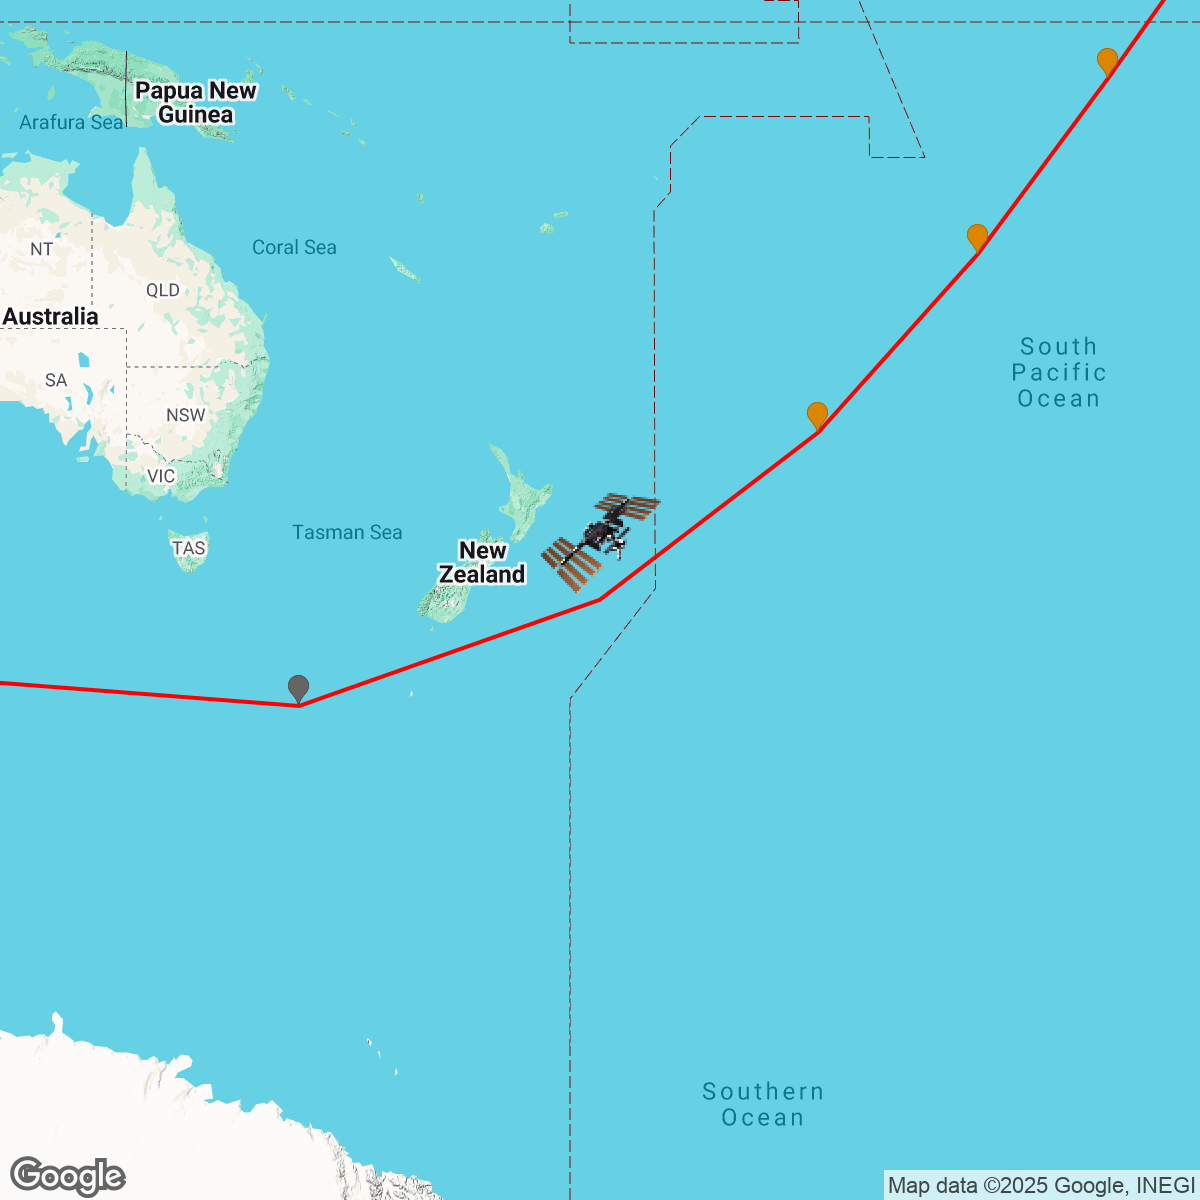 Papua New
Guinea
Arafura Sea
NT
Coral Sea
QLD
Australia
South
Pacific
Ocean
SA
NSW
VIC
Tasman Sea
TAS
New
Zealand
Southern
Ocean
Google
Map data ©2025 Google, INEGI